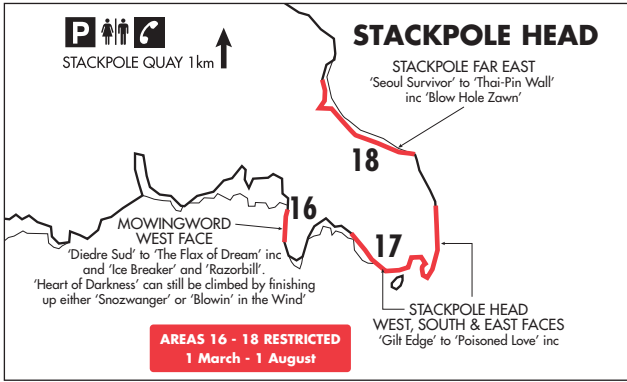 P
STACKPOLE QUAY 1km
STACKPOLE HEAD
STACKPOLE FAR EAST
'Seoul Survivor' to 'Thai-Pin Wall'
inc 'Blow Hole Zawn'
18
16
17
MOWINGWORD
WEST FACE
'Diedre Sud' to 'The Flax of Dream' inc
and 'Ice Breaker' and 'Razorbill'.
'Heart of Darkness' can still be climbed by finishing
up either 'Snozwanger' or 'Blowin' in the Wind'
STACKPOLE HEAD
WEST, SOUTH & EAST FACES
'Gilt Edge' to 'Poisoned Love' inc
AREAS 16 - 18 RESTRICTED
1 March - 1 August